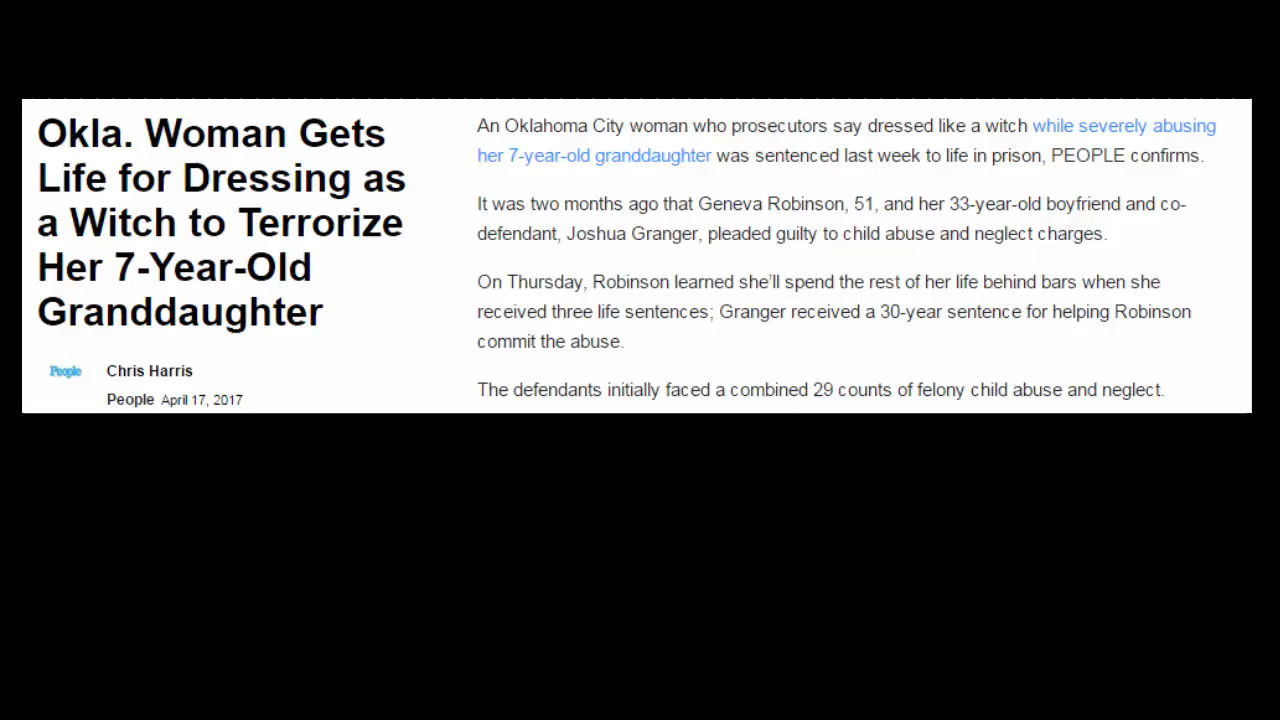 Okla. Woman Gets
Life for Dressing as
a Witch to Terrorize
Her 7-Year-Old
Granddaughter
People
Chris Harris
People April 17, 2017
An Oklahoma City woman who prosecutors say dressed like a witch while severely abusing
her 7-year-old granddaughter was sentenced last week to life in prison, PEOPLE confirms.
It was two months ago that Geneva Robinson, 51, and her 33-year-old boyfriend and co-
defendant, Joshua Granger, pleaded guilty to child abuse and neglect charges.
On Thursday, Robinson learned she’ll spend the rest of her life behind bars when she
received three life sentences; Granger received a 30-year sentence for helping Robinson
commit the abuse.
The defendants initially faced a combined 29 counts of felony child abuse and neglect.